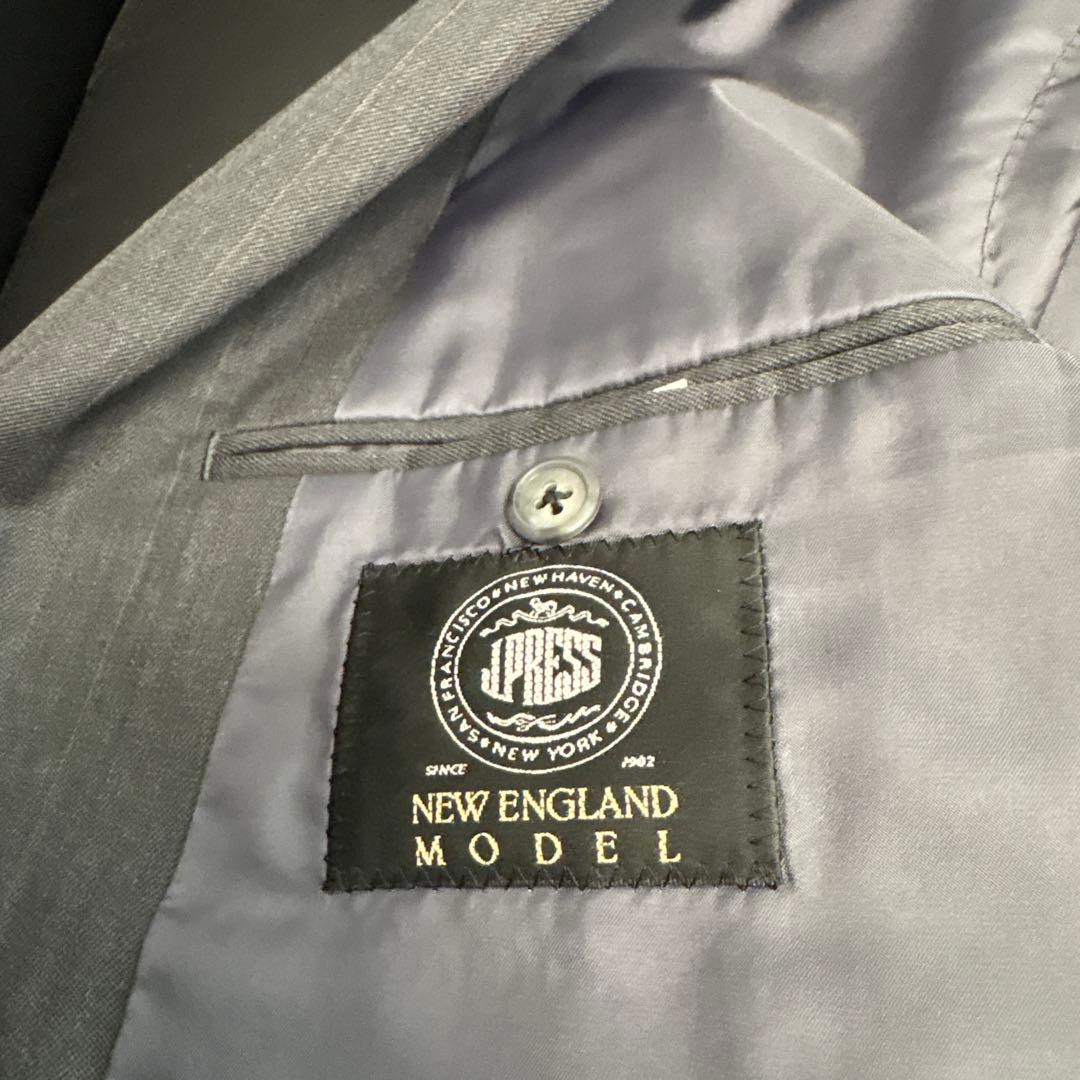 SAN FRANCISCO ◆ NEW HAVEN ◆ CAMBRIDGE ◆ NEW YORK ◆
J.PRESS
SINCE 1902
NEW ENGLAND
MODEL